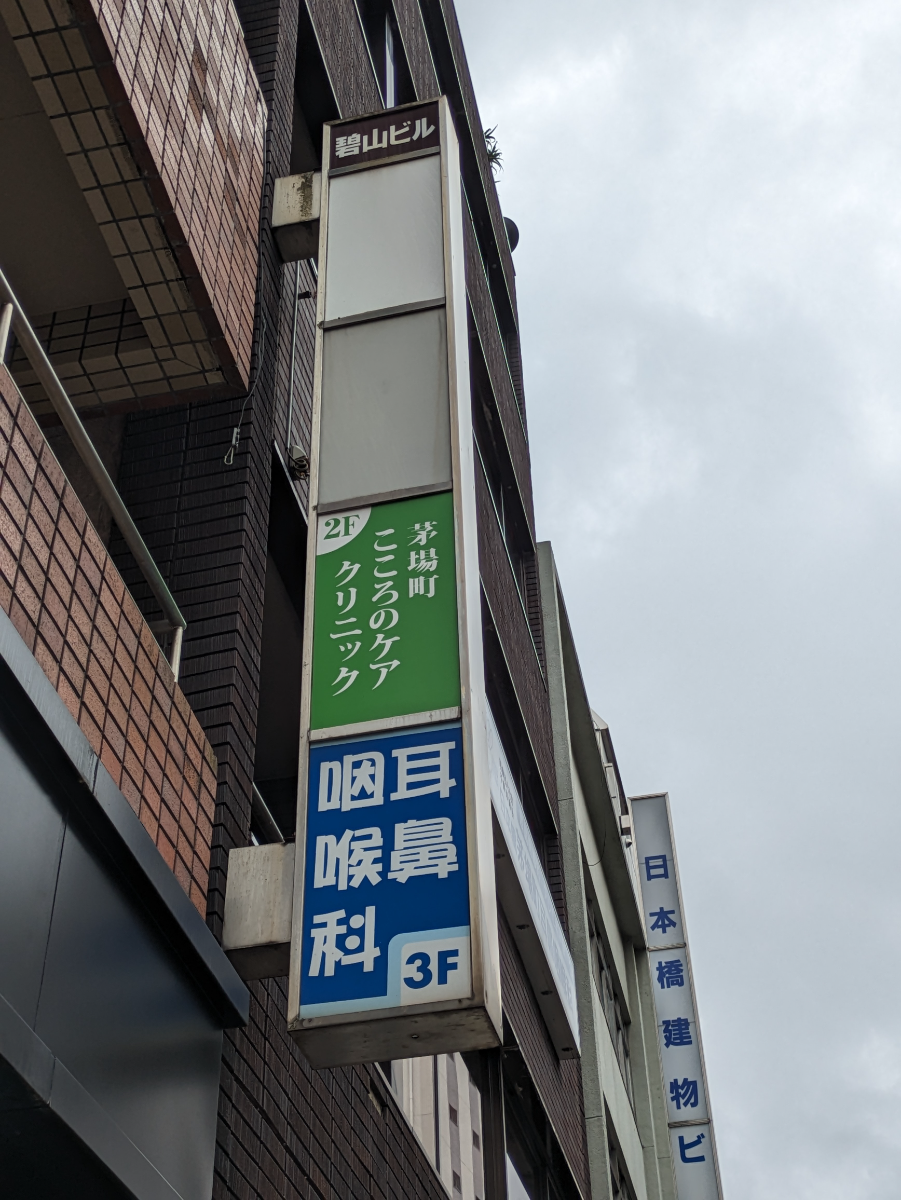 碧山ビル
2F
茅場町
こころのケア
クリニック
耳鼻
咽喉科
3F
日本橋建物ビ